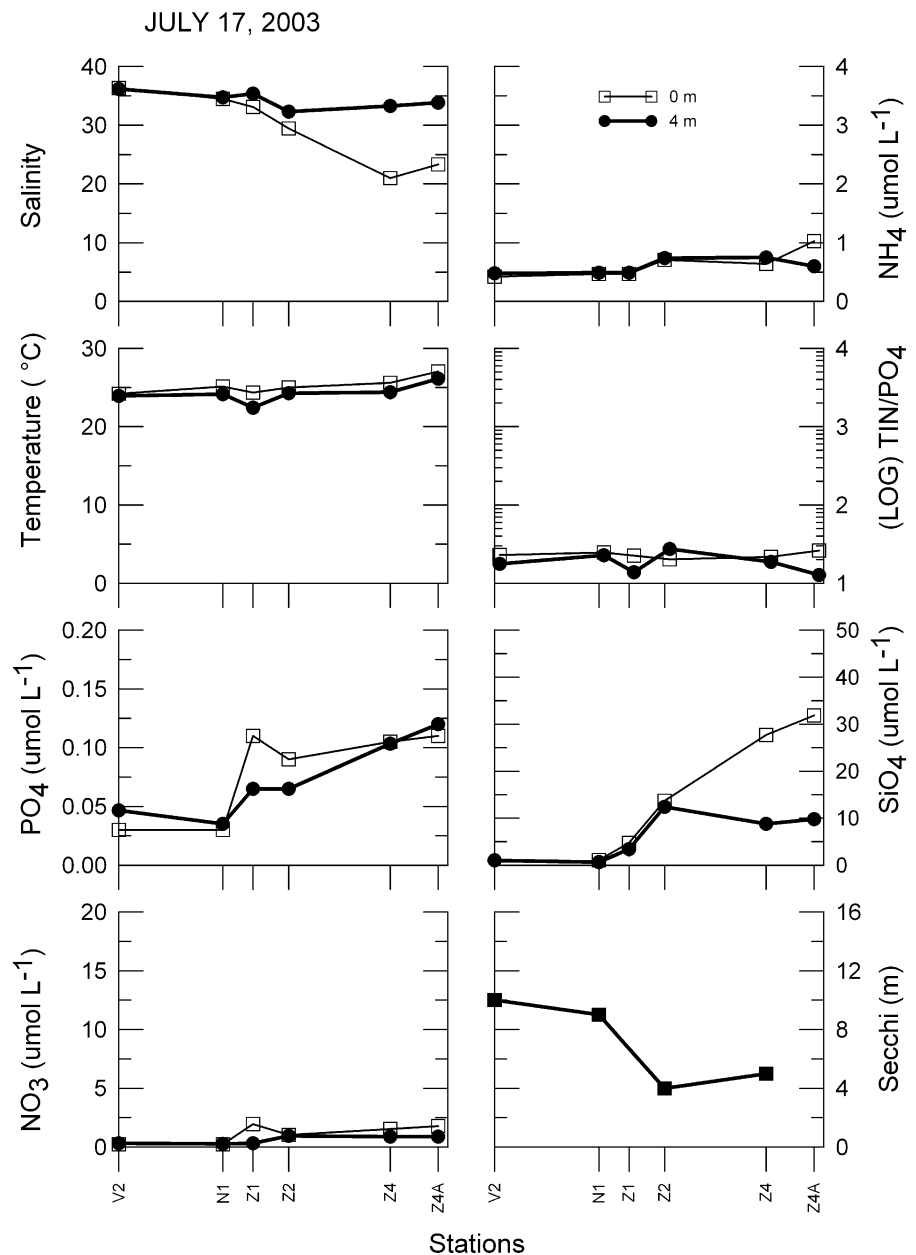 JULY 17, 2003
40
30
20
10
0
Salinity
0 m
4 m
4
3
2
1
0
NH4 (umol L-1)
30
20
10
0
Temperature ( °C)
4
3
2
1
(LOG) TIN/PO4
0.20
0.15
0.10
0.05
0.00
PO4 (umol L-1)
50
40
30
20
10
0
SiO4 (umol L-1)
20
15
10
5
0
NO3 (umol L-1)
V2
N1
Z1
Z2
Z4
Z4A
16
12
8
4
0
Secchi (m)
V2
N1
Z1
Z2
Z4
Z4A
Stations